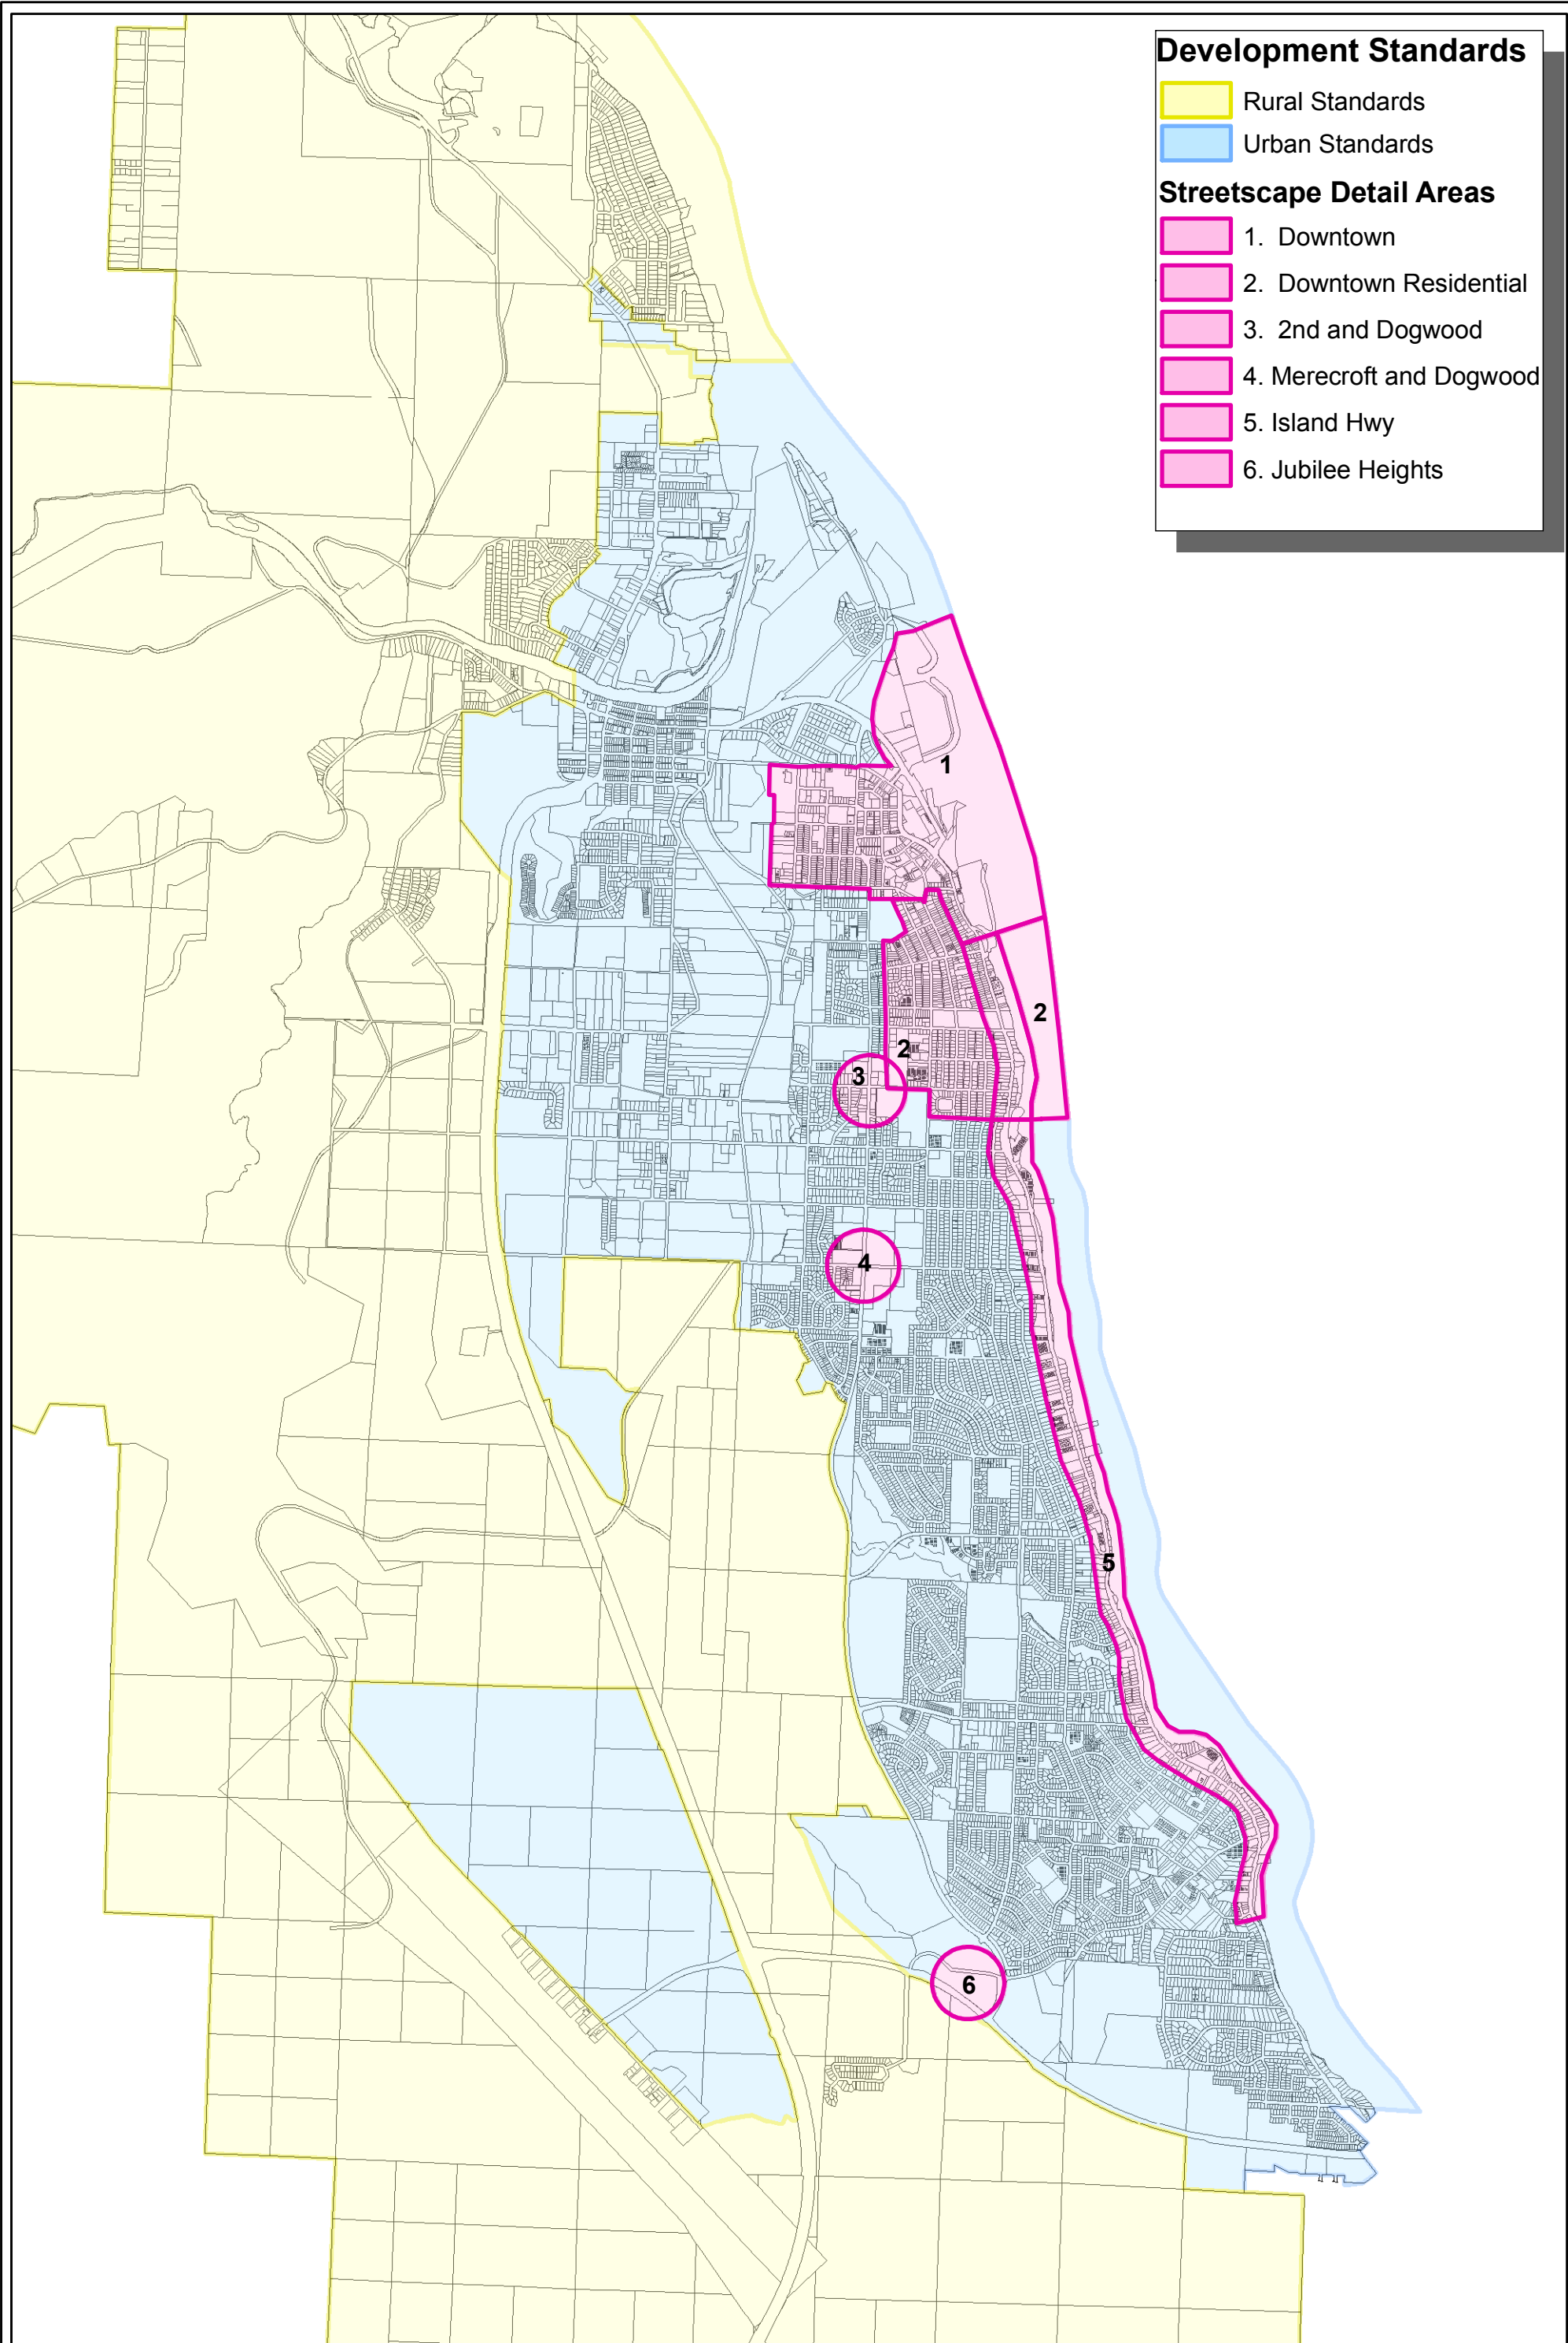 Development Standards
Rural Standards
Urban Standards
Streetscape Detail Areas
1. Downtown
2. Downtown Residential
3. 2nd and Dogwood
4. Merecroft and Dogwood
5. Island Hwy
6. Jubilee Heights
1
2
2
3
4
5
6